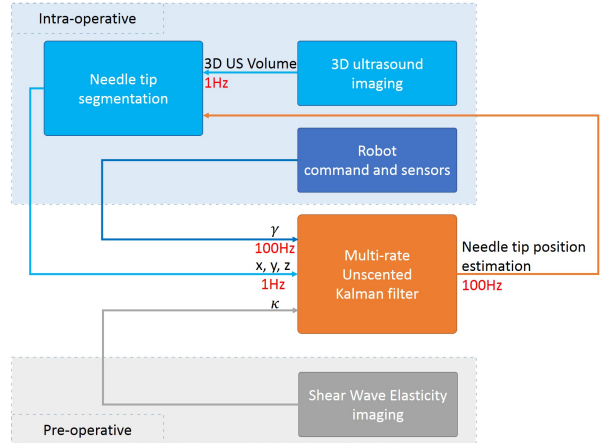 Intra-operative
Needle tip
segmentation
3D US Volume
1Hz
3D ultrasound
imaging
Robot
command and sensors
γ
100Hz
x, y, z
1Hz
κ
Multi-rate
Unscented
Kalman filter
Needle tip position
estimation
100Hz
Shear Wave Elasticity
imaging
Pre-operative